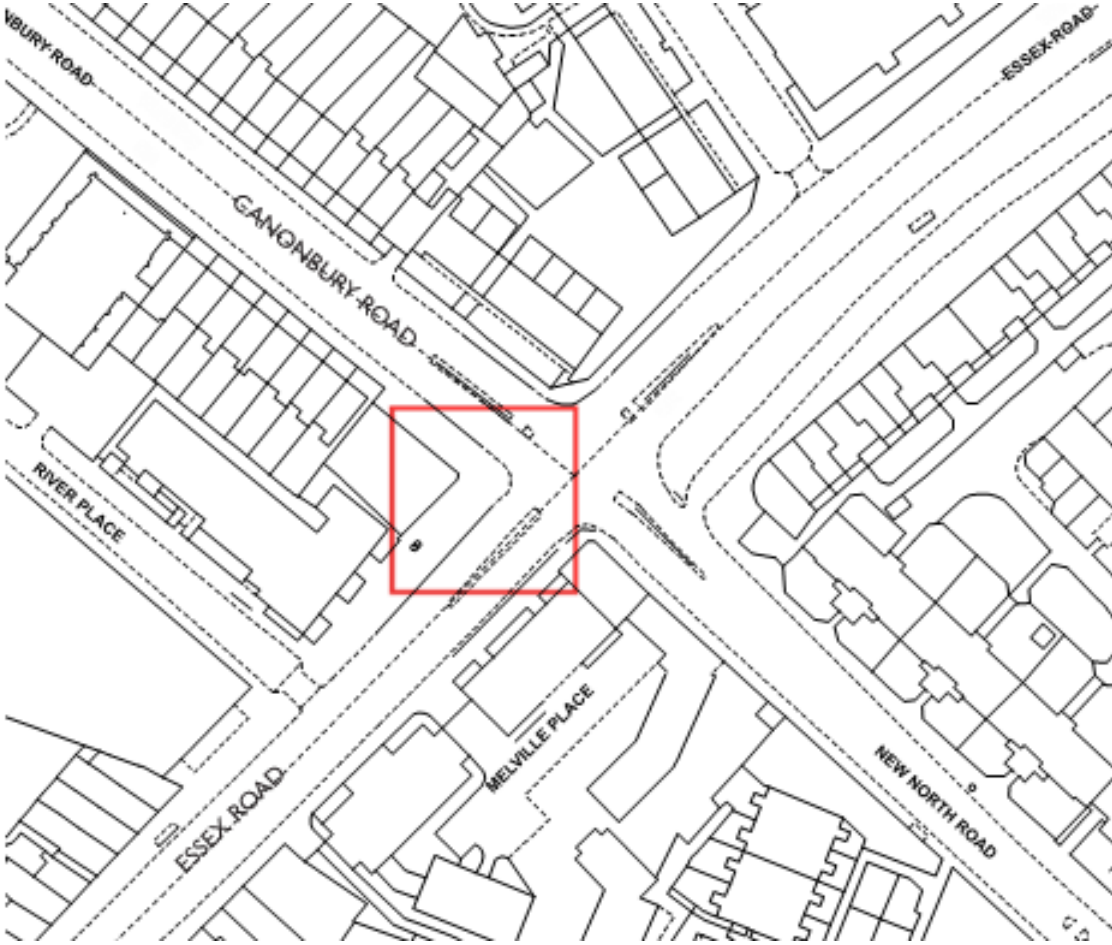 NBURY ROAD
ESSEX ROAD
CANONBURY ROAD
RIVER PLACE
MELVILLE PLACE
ESSEX ROAD
NEW NORTH ROAD